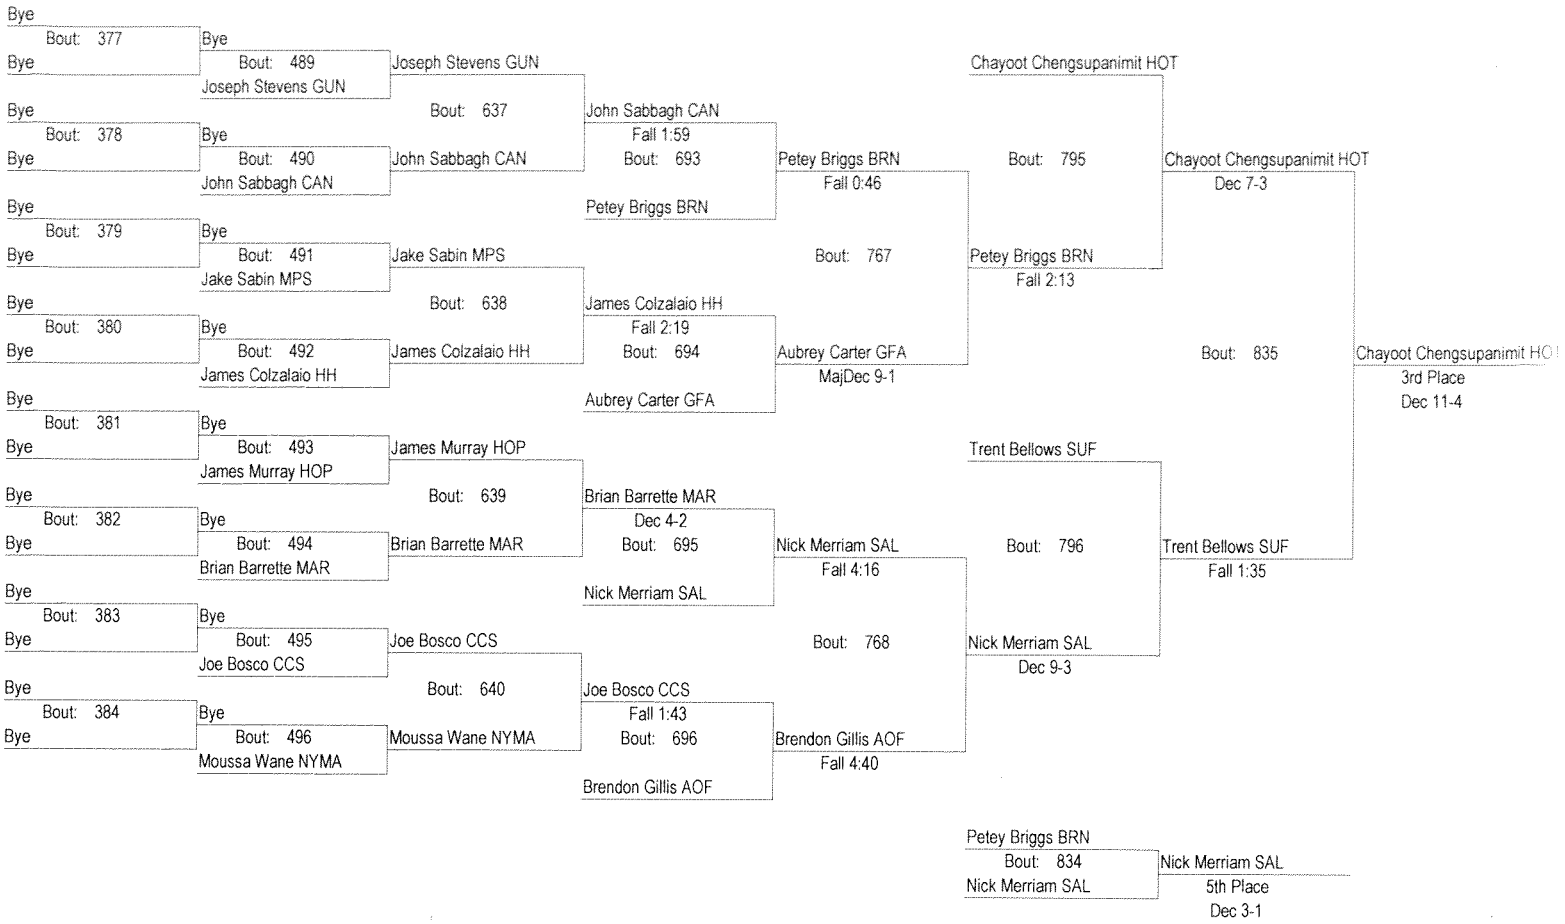 Bye
Bout: 377
Bye
Bye
Bout: 489
Joseph Stevens GUN
Bye
Bout: 378
Bye
Bye
Bout: 490
John Sabbagh CAN
Bye
Bout: 379
Bye
Bye
Bout: 491
Jake Sabin MPS
Bye
Bout: 380
Bye
Bye
Bout: 492
James Colzalaio HH
Bye
Bout: 381
Bye
Bye
Bout: 493
James Murray HOP
Bye
Bout: 382
Bye
Bye
Bout: 494
Brian Barrette MAR
Bye
Bout: 383
Bye
Bye
Bout: 495
Joe Bosco CCS
Bye
Bout: 384
Bye
Bye
Bout: 496
Moussa Wane NYMA
Joseph Stevens GUN
Bout: 637
John Sabbagh CAN
Jake Sabin MPS
Bout: 638
James Colzalaio HH
James Murray HOP
Bout: 639
Brian Barrette MAR
Joe Bosco CCS
Bout: 640
Moussa Wane NYMA
John Sabbagh CAN
Fall 1:59
Bout: 693
Petey Briggs BRN
James Colzalaio HH
Fall 2:19
Bout: 694
Aubrey Carter GFA
Brian Barrette MAR
Dec 4-2
Bout: 695
Nick Merriam SAL
Joe Bosco CCS
Fall 1:43
Bout: 696
Brendon Gillis AOF
Petey Briggs BRN
Fall 0:46
Bout: 767
Aubrey Carter GFA
MajDec 9-1
Nick Merriam SAL
Fall 4:16
Bout: 768
Brendon Gillis AOF
Fall 4:40
Chayoot Chengsupanimit HOT
Bout: 795
Petey Briggs BRN
Fall 2:13
Trent Bellows SUF
Bout: 796
Nick Merriam SAL
Dec 9-3
Chayoot Chengsupanimit HOT
Dec 7-3
Bout: 835
Trent Bellows SUF
Fall 1:35
Chayoot Chengsupanimit HO
3rd Place
Dec 11-4
Petey Briggs BRN
Bout: 834
Nick Merriam SAL
Nick Merriam SAL
5th Place
Dec 3-1